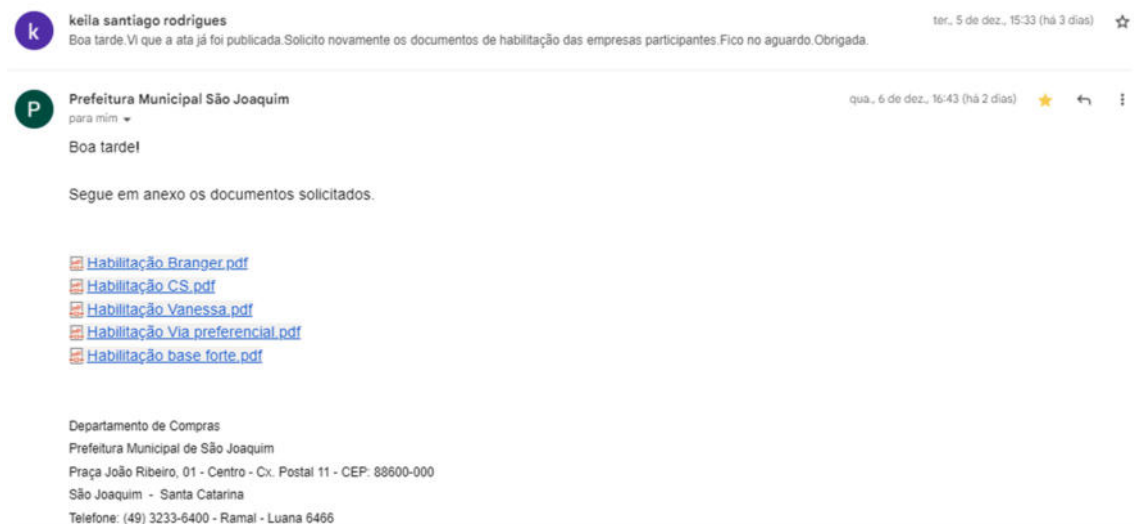 k
keila santiago rodrigues
ter., 5 de dez., 15:33 (há 3 dias)
Boa tarde.Vi que a ata já foi publicada.Solicito novamente os documentos de habilitação das empresas participantes.Fico no aguardo.Obrigada.
P
Prefeitura Municipal São Joaquim
qua., 6 de dez., 16:43 (há 2 dias)
para mim
Boa tarde!
Segue em anexo os documentos solicitados.
Habilitação Branger.pdf
Habilitação CS.pdf
Habilitação Vanessa.pdf
Habilitação Via preferencial.pdf
Habilitação base forte.pdf
Departamento de Compras
Prefeitura Municipal de São Joaquim
Praça João Ribeiro, 01 - Centro - Cx. Postal 11 - CEP: 88600-000
São Joaquim - Santa Catarina
Telefone: (49) 3233-6400 - Ramal - Luana 6466